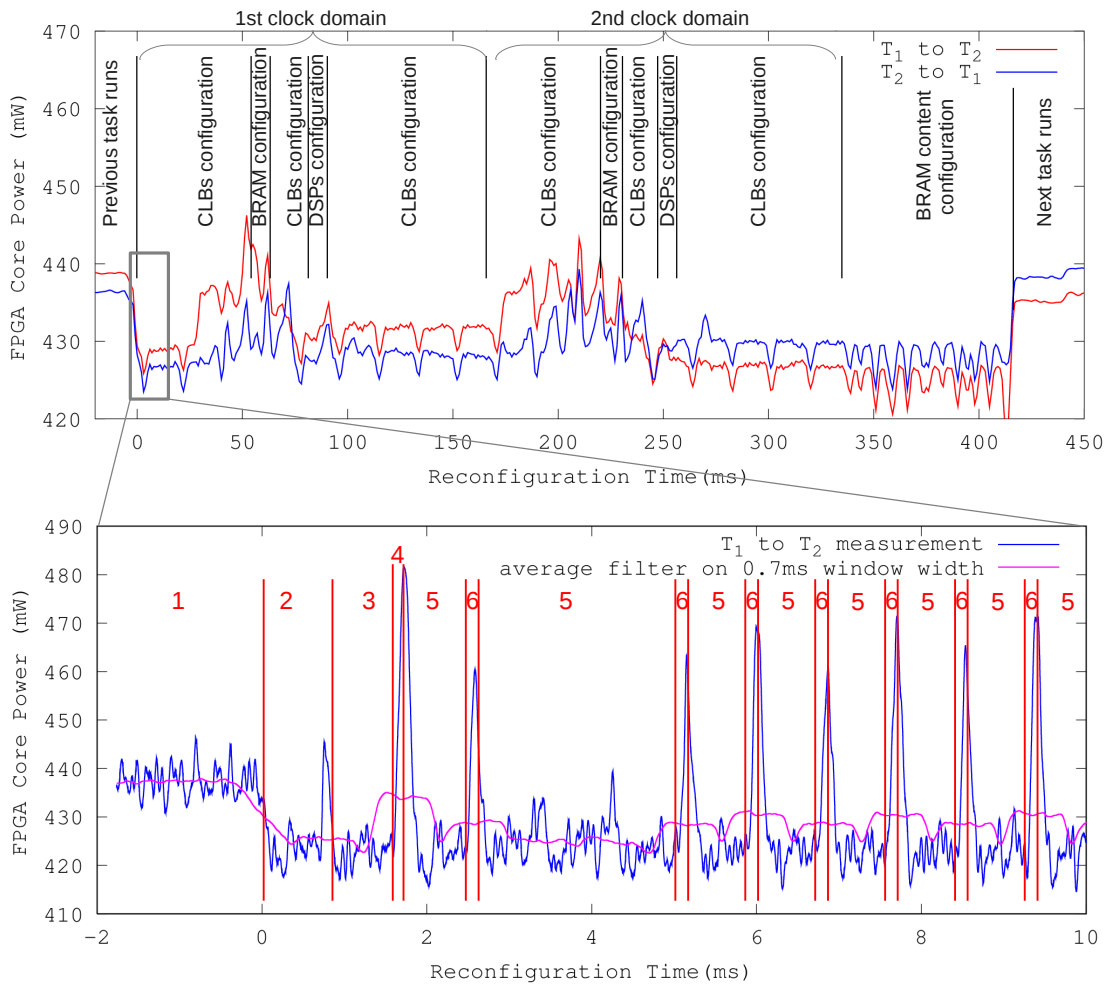 1st clock domain
2nd clock domain
470
460
450
440
430
420
FPGA Core Power (mW)
T1 to T2
T2 to T1
Previous task runs
CLBs configuration
BRAM configuration
CLBs configuration
DSPs configuration
CLBs configuration
CLBs configuration
BRAM configuration
CLBs configuration
DSPs configuration
CLBs configuration
BRAM content
configuration
Next task runs
0 50 100 150 200 250 300 350 400 450
Reconfiguration Time(ms)
490
480
470
460
450
440
430
420
410
FPGA Core Power (mW)
T1 to T2 measurement
average filter on 0.7ms window width
4
1 2 3 5 6 5 6 5 6 5 6 5 6 5 6 5 6 5
−2 0 2 4 6 8 10
Reconfiguration Time(ms)